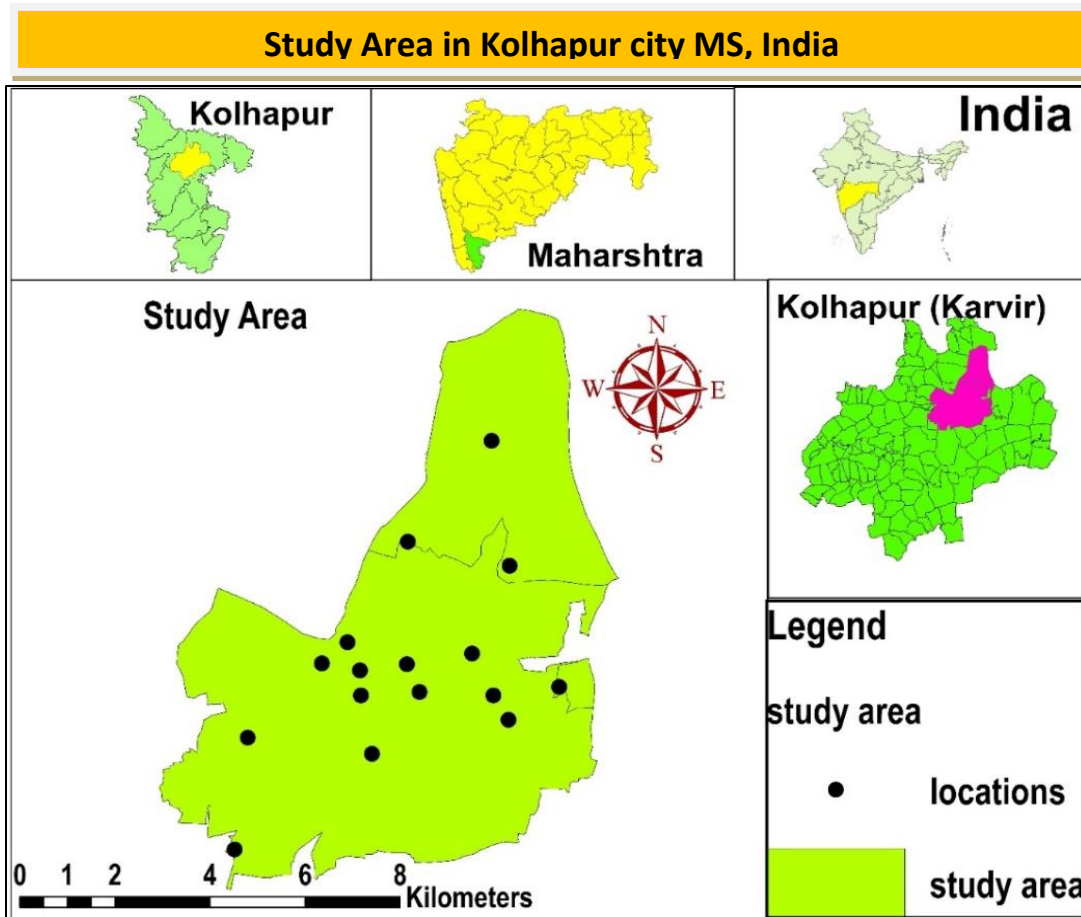 Study Area in Kolhapur city MS, India
Kolhapur
Maharshtra
India
Study Area
N
W E
S
Kolhapur (Karvir)
Legend
study area
locations
study area
0 1 2 4 6 8
Kilometers